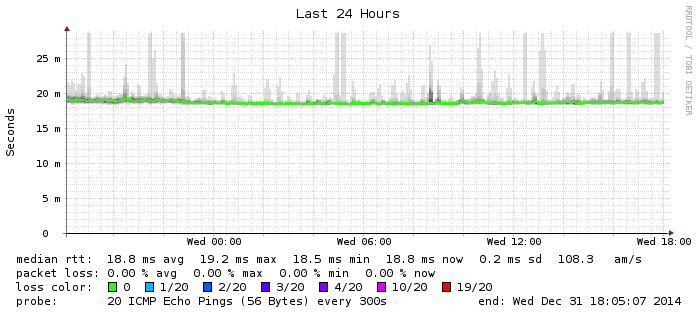 Last 24 Hours
RRDTOOL / TOBI OETIKER
Seconds
25 m
20 m
15 m
10 m
5 m
0
Wed 00:00 Wed 06:00 Wed 12:00 Wed 18:00
median rtt: 18.8 ms avg 19.2 ms max 18.5 ms min 18.8 ms now 0.2 ms sd 108.3 am/s
packet loss: 0.00 % avg 0.00 % max 0.00 % min 0.00 % now
loss color: 0 1/20 2/20 3/20 4/20 10/20 19/20
probe: 20 ICMP Echo Pings (56 Bytes) every 300s end: Wed Dec 31 18:05:07 2014